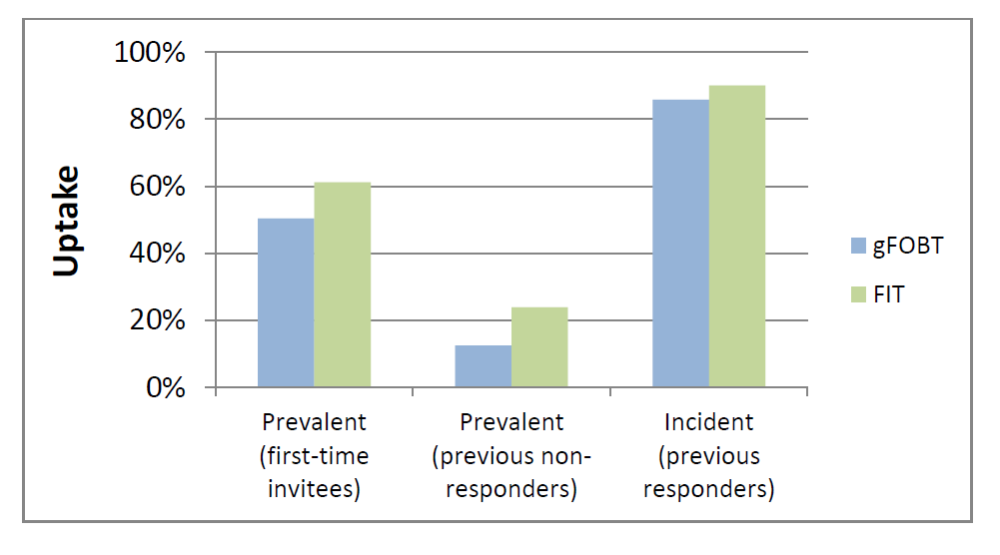 100%
80%
60%
40%
20%
0%
Uptake
Prevalent
(first-time
invitees)
Prevalent
(previous non-
responders)
Incident
(previous
responders)
gFOBT
FIT